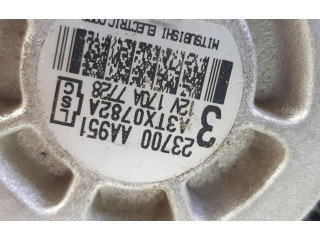 23700 AA951
A3TX0782A
12V 170A 7728
3
L
S C
MITSUBISHI ELECTRIC